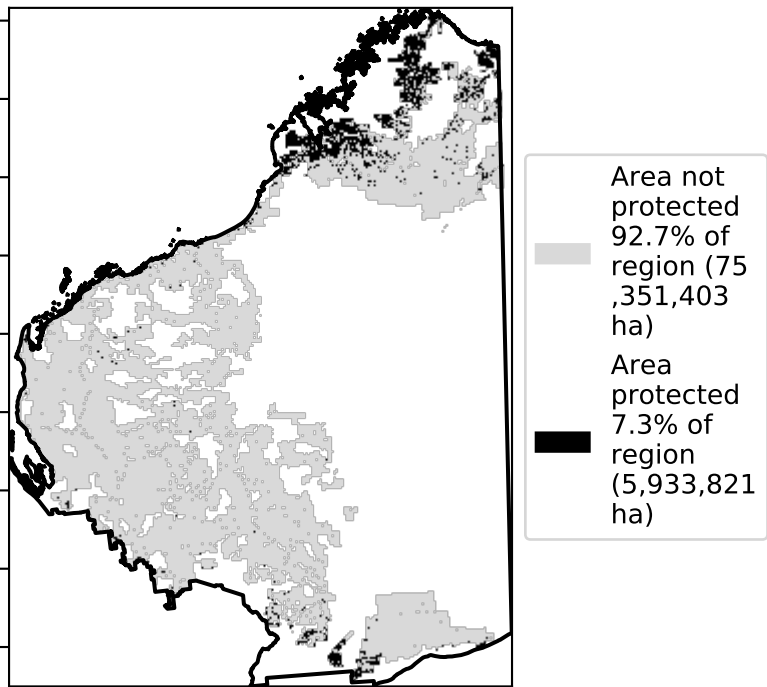 Area not
protected
92.7% of
region (75
,351,403
ha)
Area
protected
7.3% of
region
(5,933,821
ha)